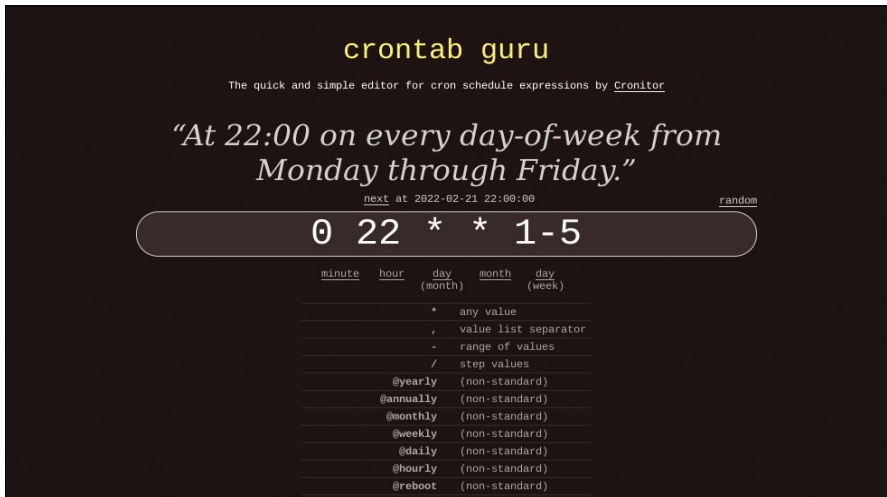 crontab guru
The quick and simple editor for cron schedule expressions by Cronitor
“At 22:00 on every day-of-week from
Monday through Friday.”
next at 2022-02-21 22:00:00
random
0 22 * * 1-5
minute hour day month day
(month) (week)
* any value
, value list separator
- range of values
/ step values
@yearly (non-standard)
@annually (non-standard)
@monthly (non-standard)
@weekly (non-standard)
@daily (non-standard)
@hourly (non-standard)
@reboot (non-standard)